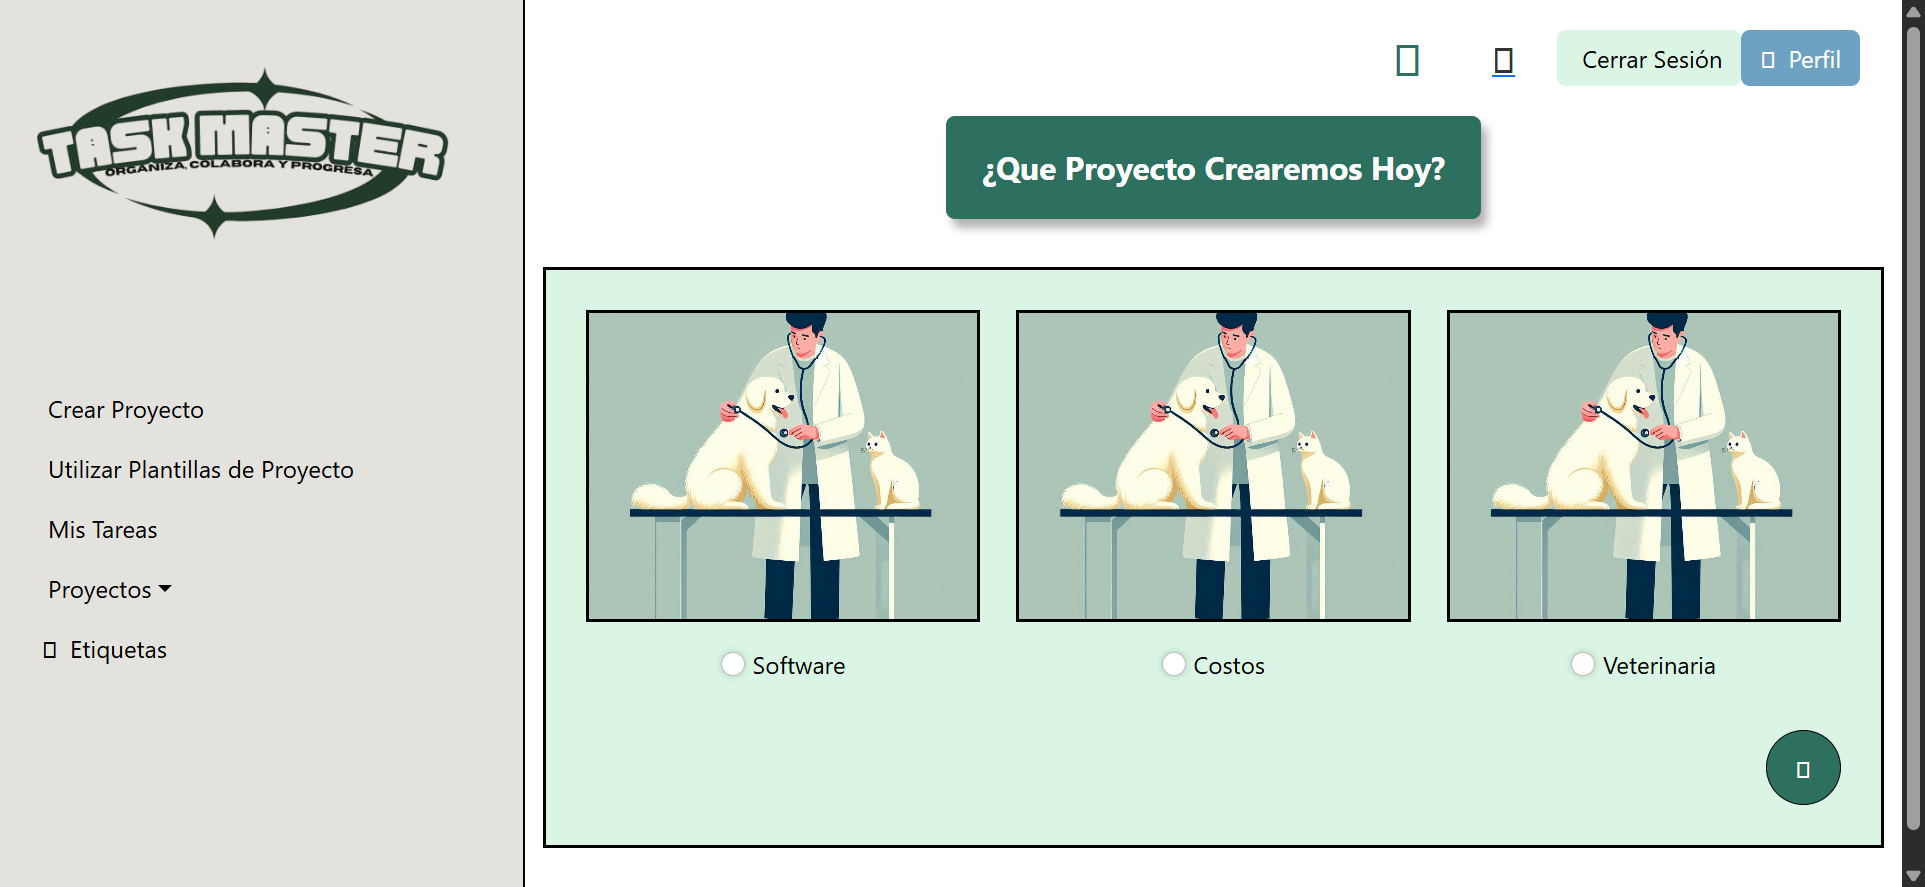 TASK MASTER
ORGANIZA, COLABORA Y PROGRESA
Crear Proyecto
Utilizar Plantillas de Proyecto
Mis Tareas
Proyectos
Etiquetas
Cerrar Sesión
Perfil
¿Que Proyecto Crearemos Hoy?
Software
Costos
Veterinaria